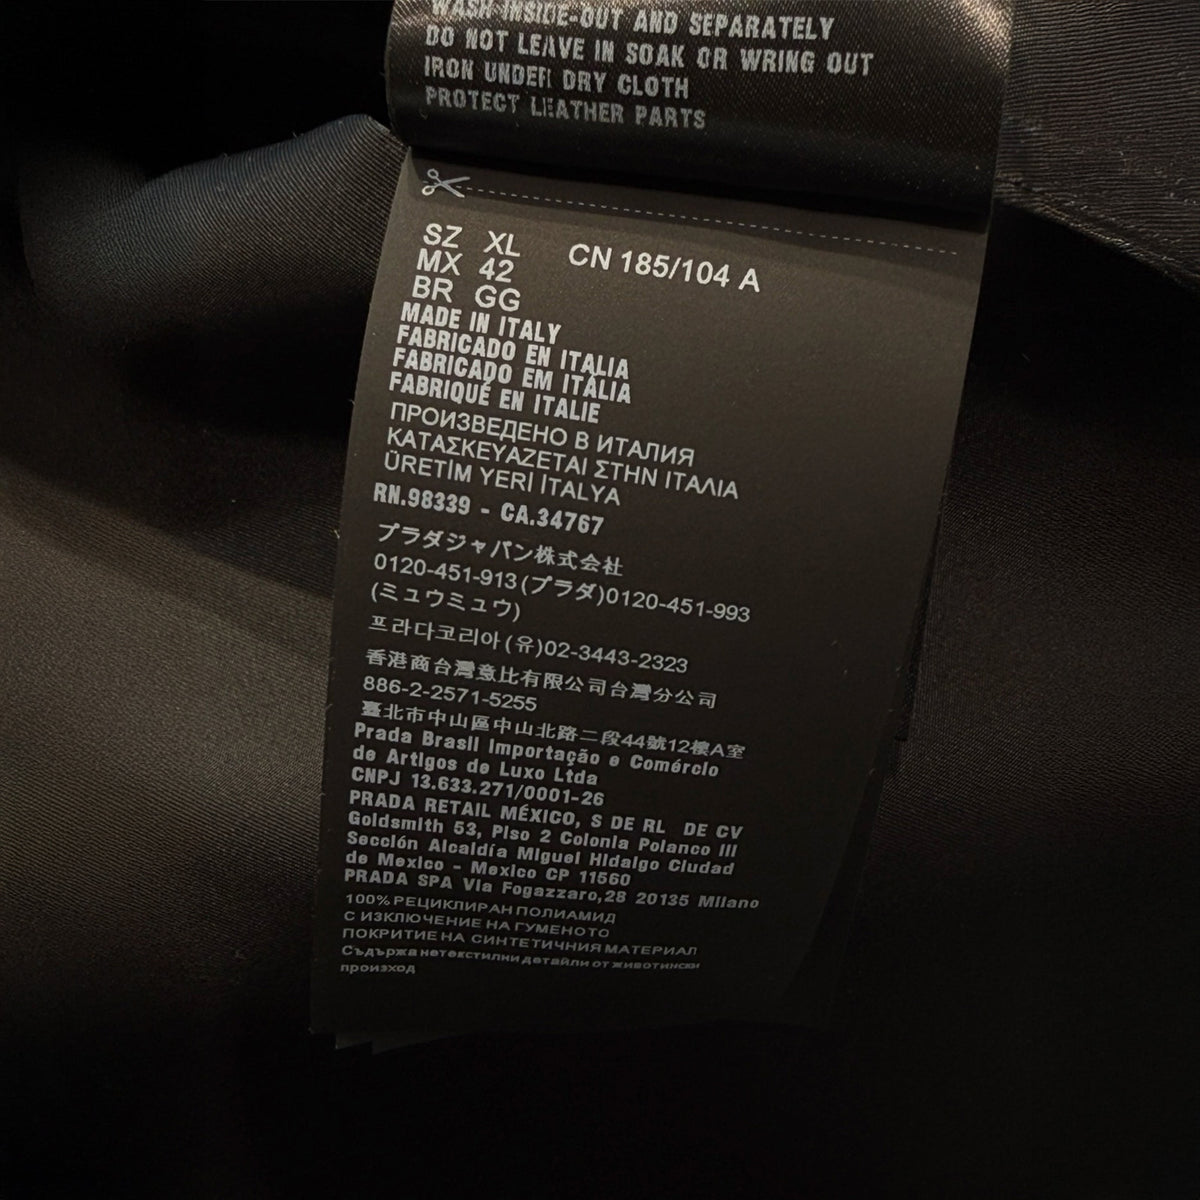 WASH INSIDE-OUT AND SEPARATELY
DO NOT LEAVE IN SOAK OR WRING OUT
IRON UNDER DRY CLOTH
PROTECT LEATHER PARTS
SZ XL CN 185/104 A
MX 42
BR GG
MADE IN ITALY
FABRICADO EN ITALIA
FABRICADO EM ITÁLIA
FABRIQUÉ EN ITALIE
ПРОИЗВЕДЕНО В ИТАЛИЯ
ΚΑΤΑΣΚΕΥΑΖΕΤΑΙ ΣΤΗΝ ΙΤΑΛΙΑ
ÜRETİM YERİ İTALYA
RN.98339 - CA.34767
プラダジャパン株式会社
0120-451-913(プラダ)0120-451-993
(ミュウミュウ)
프라다코리아(유)02-3443-2323
香港商台灣意比有限公司台灣分公司
886-2-2571-5255
臺北市中山區中山北路二段44號12樓A室
Prada Brasil Importação e Comércio
de Artigos de Luxo Ltda
CNPJ 13.633.271/0001-26
PRADA RETAIL MÉXICO, S DE RL DE CV
Goldsmith 53, Piso 2 Colonia Polanco III
Sección Alcaldía Miguel Hidalgo Ciudad
de Mexico - Mexico CP 11560
PRADA SPA Via Fogazzaro,28 20135 Milano
100% РЕЦИКЛИРАН ПОЛИАМИД
С ИЗКЛЮЧЕНИЕ НА ГУМЕНОТО
ПОКРИТИЕ НА СИНТЕТИЧНИЯ МАТЕРИАЛ
Съдържа нетекстилни детайли от животински
произход